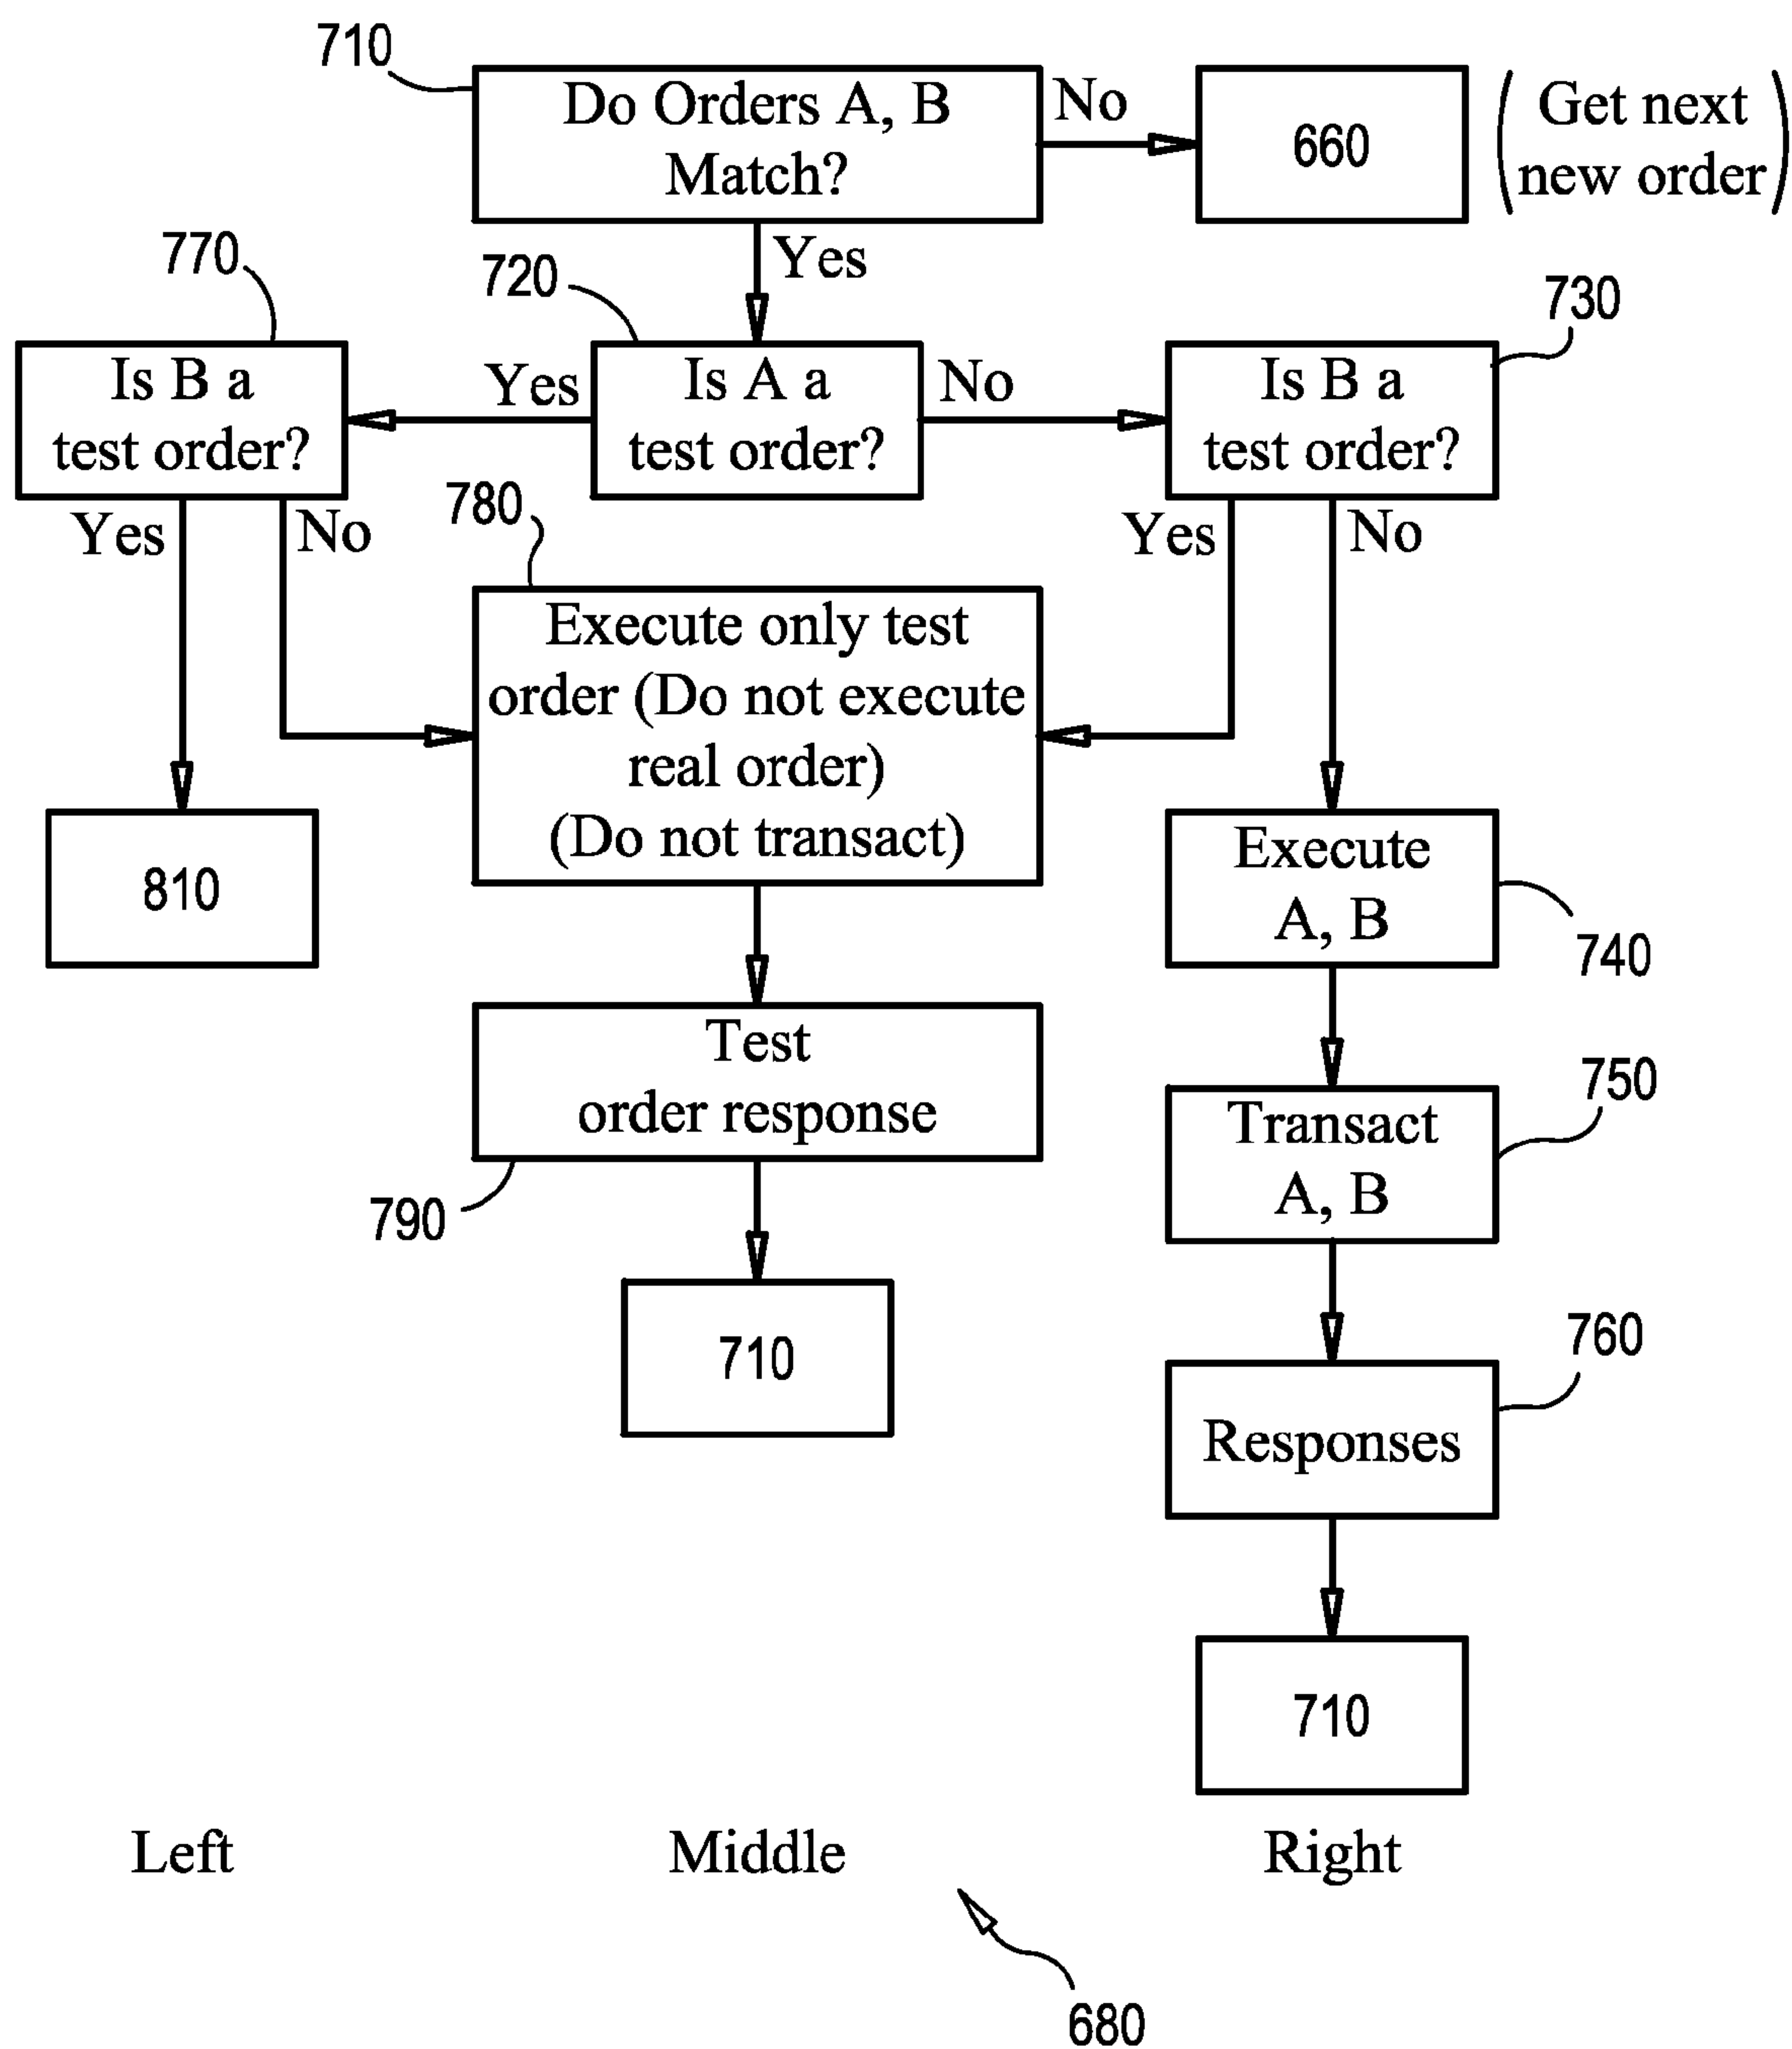 710
Do Orders A, B
Match?
No
660
(Get next
new order)
Yes
770
720
730
Is B a
test order?
Yes
Is A a
test order?
No
Is B a
test order?
Yes
No
780
Yes
No
Execute only test
order (Do not execute
real order)
(Do not transact)
810
Execute
A, B
740
Test
order response
790
Transact
A, B
750
710
Responses
760
710
Left
Middle
Right
680